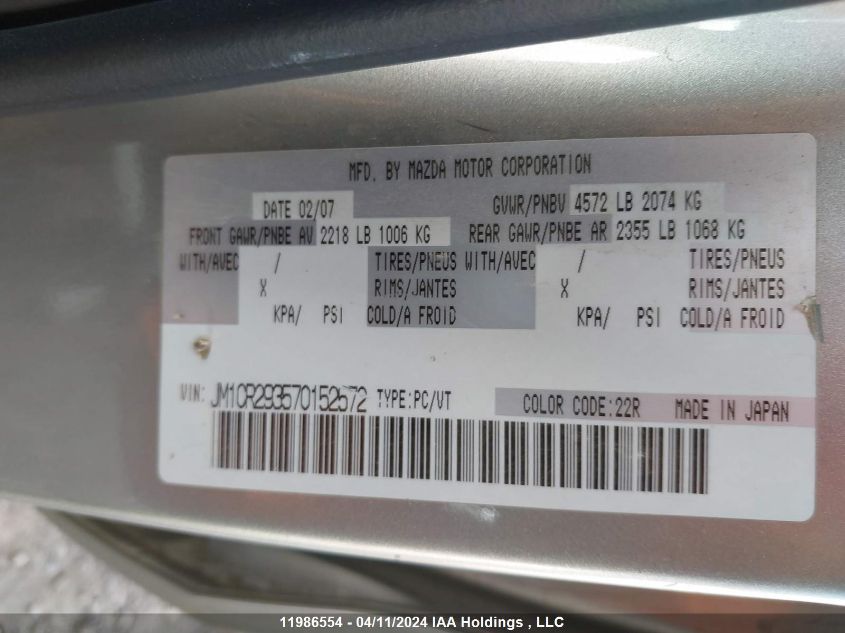 MFD. BY MAZDA MOTOR CORPORATION
DATE 02/07 GVWR/PNBV 4572 LB 2074 KG
FRONT GAWR/PNBE AV 2218 LB 1006 KG REAR GAWR/PNBE AR 2355 LB 1068 KG
WITH/AVEC / TIRES/PNEUS WITH/AVEC / TIRES/PNEUS
X RIMS/JANTES X RIMS/JANTES
KPA/ PSI COLD/A FROID KPA/ PSI COLD/A FROID
VIN: JM1CR293570152572 TYPE:PC/VT COLOR CODE:22R MADE IN JAPAN
11986554 - 04/11/2024 IAA Holdings , LLC